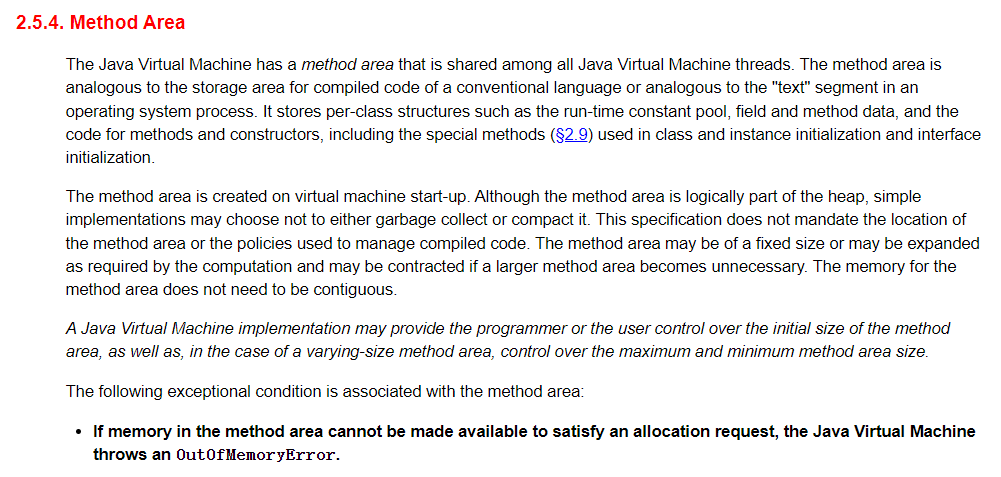 2.5.4. Method Area
The Java Virtual Machine has a method area that is shared among all Java Virtual Machine threads. The method area is
analogous to the storage area for compiled code of a conventional language or analogous to the "text" segment in an
operating system process. It stores per-class structures such as the run-time constant pool, field and method data, and the
code for methods and constructors, including the special methods (§2.9) used in class and instance initialization and interface
initialization.
The method area is created on virtual machine start-up. Although the method area is logically part of the heap, simple
implementations may choose not to either garbage collect or compact it. This specification does not mandate the location of
the method area or the policies used to manage compiled code. The method area may be of a fixed size or may be expanded
as required by the computation and may be contracted if a larger method area becomes unnecessary. The memory for the
method area does not need to be contiguous.
A Java Virtual Machine implementation may provide the programmer or the user control over the initial size of the method
area, as well as, in the case of a varying-size method area, control over the maximum and minimum method area size.
The following exceptional condition is associated with the method area:
• If memory in the method area cannot be made available to satisfy an allocation request, the Java Virtual Machine
throws an OutOfMemoryError.